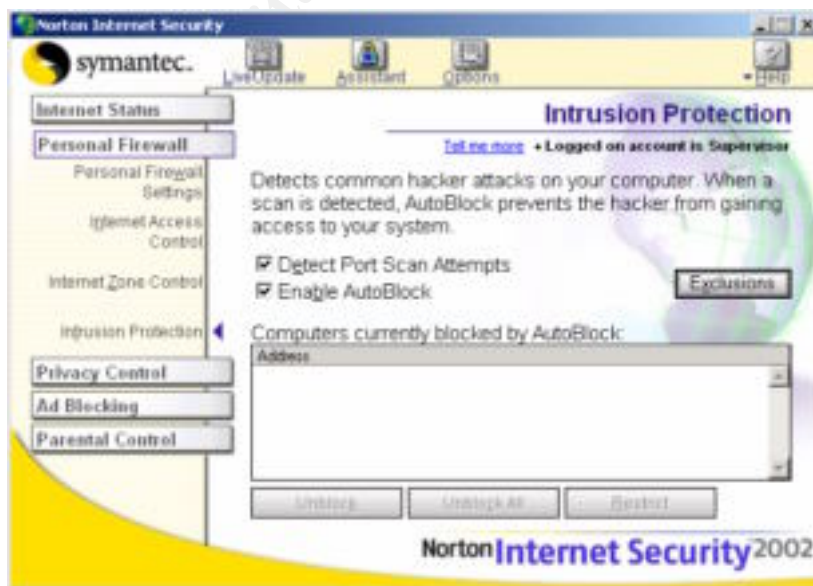 Norton Internet Security
symantec.
LiveUpdate
Assistant
Options
Help
Internet Status
Personal Firewall
Personal Firewall
Settings
Internet Access
Control
Internet Zone Control
Intrusion Protection
Privacy Control
Ad Blocking
Parental Control
Intrusion Protection
Tell me more + Logged on account is Supervisor
Detects common hacker attacks on your computer. When a
scan is detected, AutoBlock prevents the hacker from gaining
access to your system.
Detect Port Scan Attempts
Enable AutoBlock
Exclusions
Computers currently blocked by AutoBlock:
Address
Unblock
Unblock All
Restrict
Norton Internet Security 2002